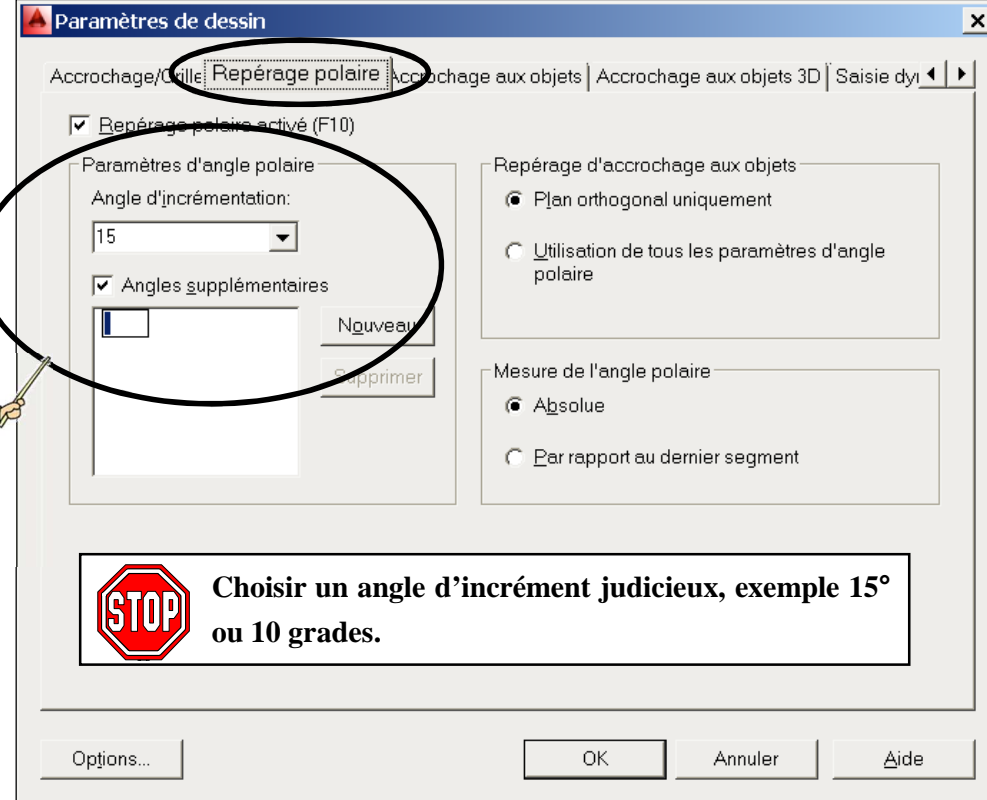 Paramètres de dessin
Accrochage/Grille Repérage polaire Accrochage aux objets Accrochage aux objets 3D Saisie dyn
Repérage polaire activé (F10)
Paramètres d'angle polaire
Angle d'incrémentation:
15
Angles supplémentaires
Nouveau
Supprimer
Repérage d'accrochage aux objets
Plan orthogonal uniquement
Utilisation de tous les paramètres d'angle
polaire
Mesure de l'angle polaire
Absolue
Par rapport au dernier segment
STOP
Choisir un angle d’incrément judicieux, exemple 15°
ou 10 grades.
Options... OK Annuler Aide